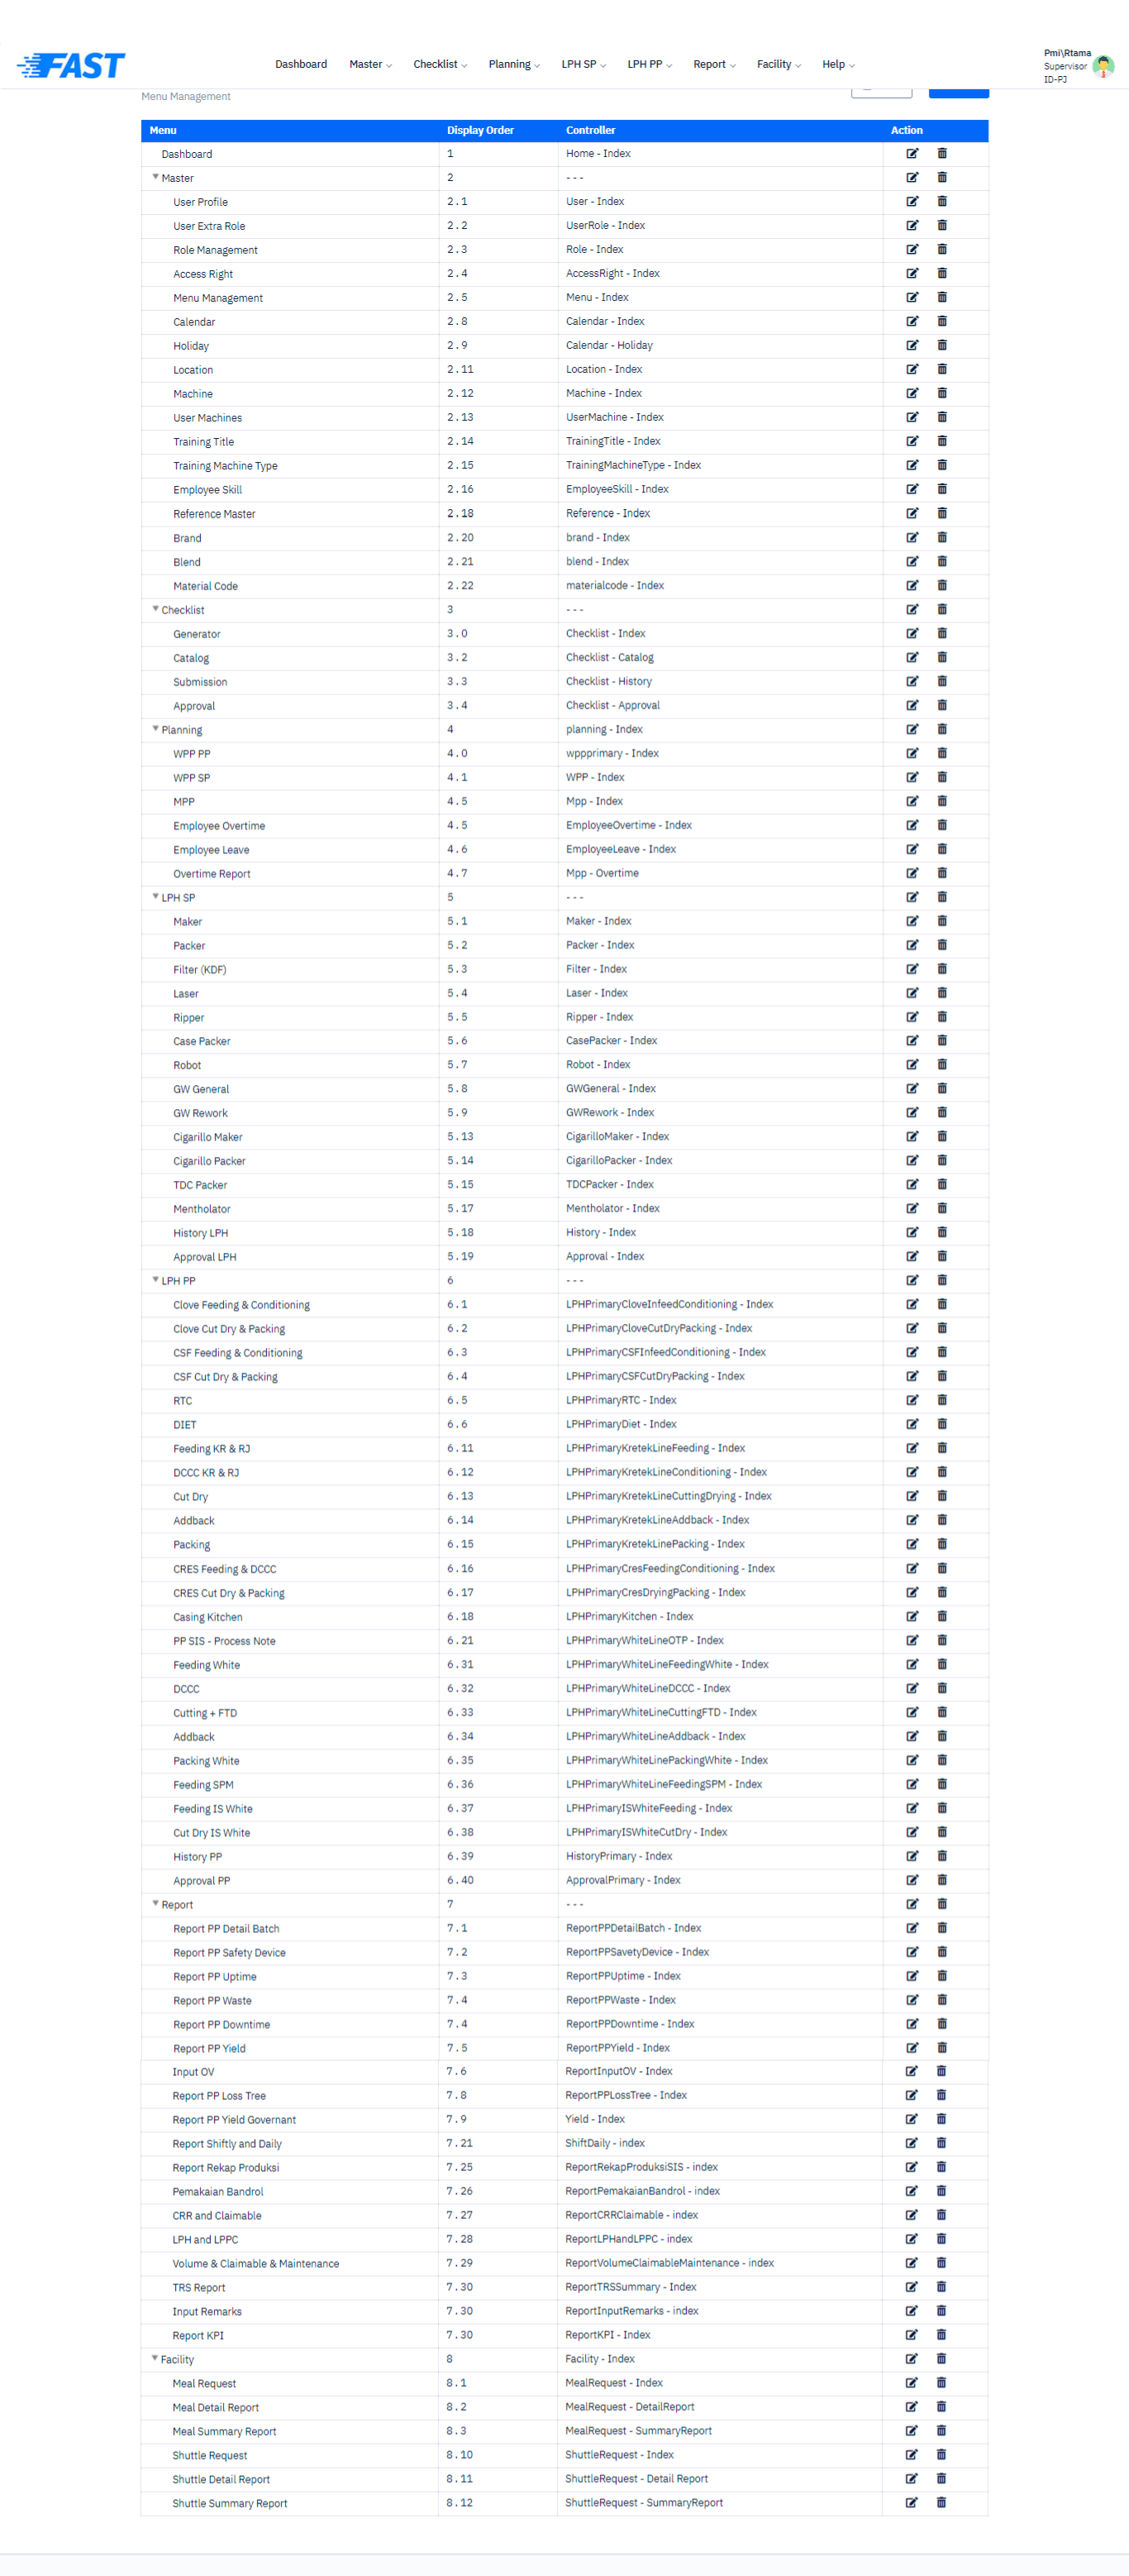 FAST
Dashboard Master Checklist Planning LPH SP LPH PP Report Facility Help
Pmi\Rtama
Supervisor
ID-PJ
Menu Management
Menu Display Order Controller Action
Dashboard 1 Home - Index
Master 2 ---
User Profile 2.1 User - Index
User Extra Role 2.2 UserRole - Index
Role Management 2.3 Role - Index
Access Right 2.4 AccessRight - Index
Menu Management 2.5 Menu - Index
Calendar 2.8 Calendar - Index
Holiday 2.9 Calendar - Holiday
Location 2.11 Location - Index
Machine 2.12 Machine - Index
User Machines 2.13 UserMachine - Index
Training Title 2.14 TrainingTitle - Index
Training Machine Type 2.15 TrainingMachineType - Index
Employee Skill 2.16 EmployeeSkill - Index
Reference Master 2.18 Reference - Index
Brand 2.20 brand - Index
Blend 2.21 blend - Index
Material Code 2.22 materialcode - Index
Checklist 3 ---
Generator 3.0 Checklist - Index
Catalog 3.2 Checklist - Catalog
Submission 3.3 Checklist - History
Approval 3.4 Checklist - Approval
Planning 4 planning - Index
WPP PP 4.0 wppprimary - Index
WPP SP 4.1 WPP - Index
MPP 4.5 Mpp - Index
Employee Overtime 4.5 EmployeeOvertime - Index
Employee Leave 4.6 EmployeeLeave - Index
Overtime Report 4.7 Mpp - Overtime
LPH SP 5 ---
Maker 5.1 Maker - Index
Packer 5.2 Packer - Index
Filter (KDF) 5.3 Filter - Index
Laser 5.4 Laser - Index
Ripper 5.5 Ripper - Index
Case Packer 5.6 CasePacker - Index
Robot 5.7 Robot - Index
GW General 5.8 GWGeneral - Index
GW Rework 5.9 GWRework - Index
Cigarillo Maker 5.13 CigarilloMaker - Index
Cigarillo Packer 5.14 CigarilloPacker - Index
TDC Packer 5.15 TDCPacker - Index
Mentholator 5.17 Mentholator - Index
History LPH 5.18 History - Index
Approval LPH 5.19 Approval - Index
LPH PP 6 ---
Clove Feeding & Conditioning 6.1 LPHPrimaryCloveInfeedConditioning - Index
Clove Cut Dry & Packing 6.2 LPHPrimaryCloveCutDryPacking - Index
CSF Feeding & Conditioning 6.3 LPHPrimaryCSFInfeedConditioning - Index
CSF Cut Dry & Packing 6.4 LPHPrimaryCSFCutDryPacking - Index
RTC 6.5 LPHPrimaryRTC - Index
DIET 6.6 LPHPrimaryDiet - Index
Feeding KR & RJ 6.11 LPHPrimaryKretekLineFeeding - Index
DCCC KR & RJ 6.12 LPHPrimaryKretekLineConditioning - Index
Cut Dry 6.13 LPHPrimaryKretekLineCuttingDrying - Index
Addback 6.14 LPHPrimaryKretekLineAddback - Index
Packing 6.15 LPHPrimaryKretekLinePacking - Index
CRES Feeding & DCCC 6.16 LPHPrimaryCresFeedingConditioning - Index
CRES Cut Dry & Packing 6.17 LPHPrimaryCresDryingPacking - Index
Casing Kitchen 6.18 LPHPrimaryKitchen - Index
PP SIS - Process Note 6.21 LPHPrimaryWhiteLineOTP - Index
Feeding White 6.31 LPHPrimaryWhiteLineFeedingWhite - Index
DCCC 6.32 LPHPrimaryWhiteLineDCCC - Index
Cutting + FTD 6.33 LPHPrimaryWhiteLineCuttingFTD - Index
Addback 6.34 LPHPrimaryWhiteLineAddback - Index
Packing White 6.35 LPHPrimaryWhiteLinePackingWhite - Index
Feeding SPM 6.36 LPHPrimaryWhiteLineFeedingSPM - Index
Feeding IS White 6.37 LPHPrimaryISWhiteFeeding - Index
Cut Dry IS White 6.38 LPHPrimaryISWhiteCutDry - Index
History PP 6.39 HistoryPrimary - Index
Approval PP 6.40 ApprovalPrimary - Index
Report 7 ---
Report PP Detail Batch 7.1 ReportPPDetailBatch - Index
Report PP Safety Device 7.2 ReportPPSavetyDevice - Index
Report PP Uptime 7.3 ReportPPUptime - Index
Report PP Waste 7.4 ReportPPWaste - Index
Report PP Downtime 7.4 ReportPPDowntime - Index
Report PP Yield 7.5 ReportPPYield - Index
Input OV 7.6 ReportInputOV - Index
Report PP Loss Tree 7.8 ReportPPLossTree - Index
Report PP Yield Governant 7.9 Yield - Index
Report Shiftly and Daily 7.21 ShiftDaily - index
Report Rekap Produksi 7.25 ReportRekapProduksiSIS - index
Pemakaian Bandrol 7.26 ReportPemakaianBandrol - index
CRR and Claimable 7.27 ReportCRRClaimable - index
LPH and LPPC 7.28 ReportLPHandLPPC - index
Volume & Claimable & Maintenance 7.29 ReportVolumeClaimableMaintenance - index
TRS Report 7.30 ReportTRSSummary - Index
Input Remarks 7.30 ReportInputRemarks - index
Report KPI 7.30 ReportKPI - Index
Facility 8 Facility - Index
Meal Request 8.1 MealRequest - Index
Meal Detail Report 8.2 MealRequest - DetailReport
Meal Summary Report 8.3 MealRequest - SummaryReport
Shuttle Request 8.10 ShuttleRequest - Index
Shuttle Detail Report 8.11 ShuttleRequest - Detail Report
Shuttle Summary Report 8.12 ShuttleRequest - SummaryReport